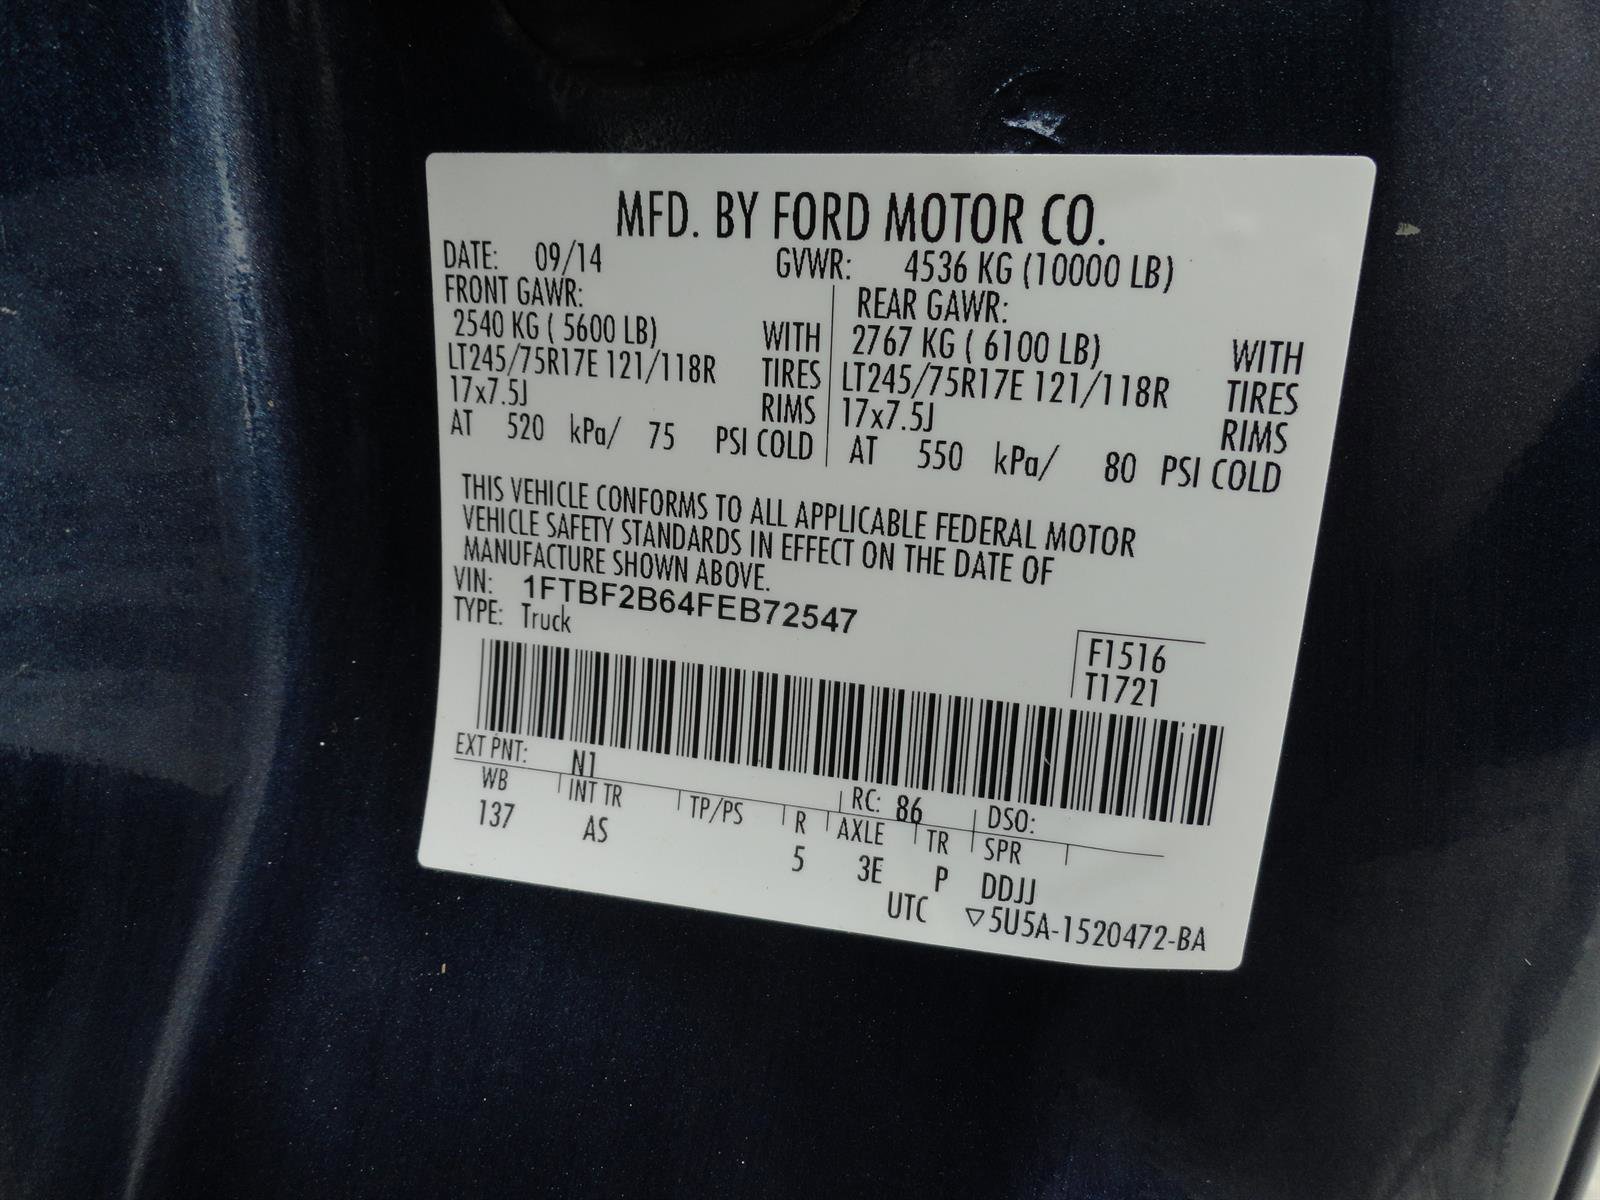 MFD. BY FORD MOTOR CO.
DATE: 09/14 GVWR: 4536 KG (10000 LB)
FRONT GAWR: REAR GAWR:
2540 KG ( 5600 LB) WITH 2767 KG ( 6100 LB) WITH
LT245/75R17E 121/118R TIRES LT245/75R17E 121/118R TIRES
17x7.5J RIMS 17x7.5J RIMS
AT 520 kPa/ 75 PSI COLD AT 550 kPa/ 80 PSI COLD
THIS VEHICLE CONFORMS TO ALL APPLICABLE FEDERAL MOTOR
VEHICLE SAFETY STANDARDS IN EFFECT ON THE DATE OF
MANUFACTURE SHOWN ABOVE.
VIN: 1FTBF2B64FEB72547
TYPE: Truck
F1516
T1721
EXT PNT: N1 RC: 86 DSO:
WB INT TR TP/PS R AXLE TR SPR
137 AS 5 3E P DDJJ
UTC ▽5U5A-1520472-BA